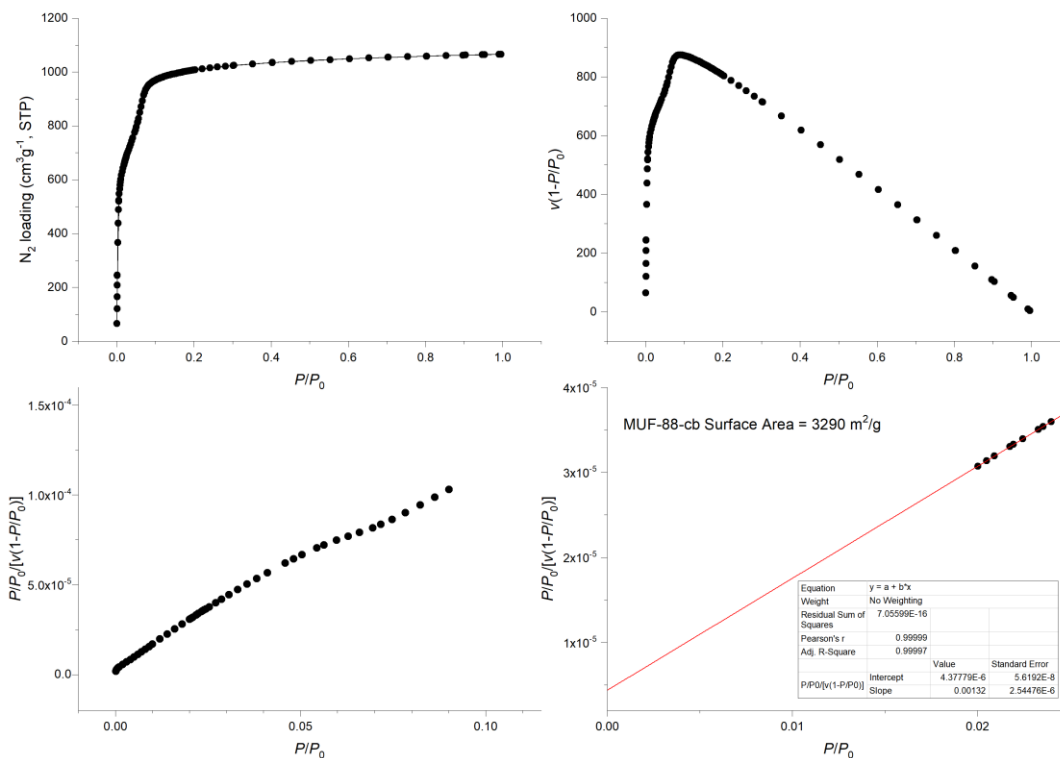 1200
1000
800
600
400
200
0
N₂ loading (cm³g⁻¹, STP)
0.0 0.2 0.4 0.6 0.8 1.0
P/P₀
1000
800
600
400
200
0
v(1-P/P₀)
0.0 0.2 0.4 0.6 0.8 1.0
P/P₀
1.5x10⁻⁴
1.0x10⁻⁴
5.0x10⁻⁵
0.0
P/P₀/[v(1-P/P₀)]
0.00 0.05 0.10
P/P₀
4x10⁻⁵
3x10⁻⁵
2x10⁻⁵
1x10⁻⁵
P/P₀/[v(1-P/P₀)]
MUF-88-cb Surface Area = 3290 m²/g
Equation y = a + b*x
Weight No Weighting
Residual Sum of
Squares 7.05599E-16
Pearson's r 0.99999
Adj. R-Square 0.99997
Value Standard Error
P/P0/[v(1-P/P0)] Intercept 4.37779E-6 5.6192E-8
Slope 0.00132 2.54476E-6
0.00 0.01 0.02
P/P₀